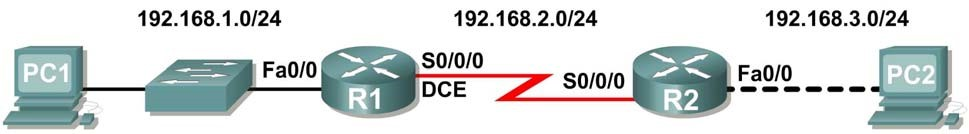 192.168.1.0/24 192.168.2.0/24 192.168.3.0/24
PC1 Fa0/0 R1 S0/0/0 DCE S0/0/0 R2 Fa0/0 PC2